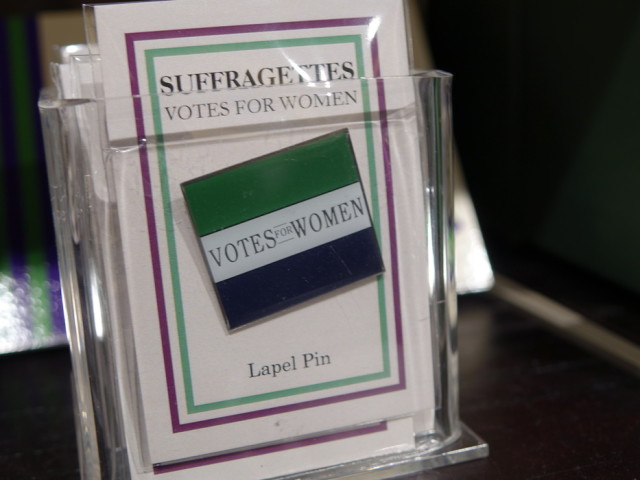 SUFFRAGETTES
VOTES FOR WOMEN
VOTES FOR WOMEN
Lapel Pin